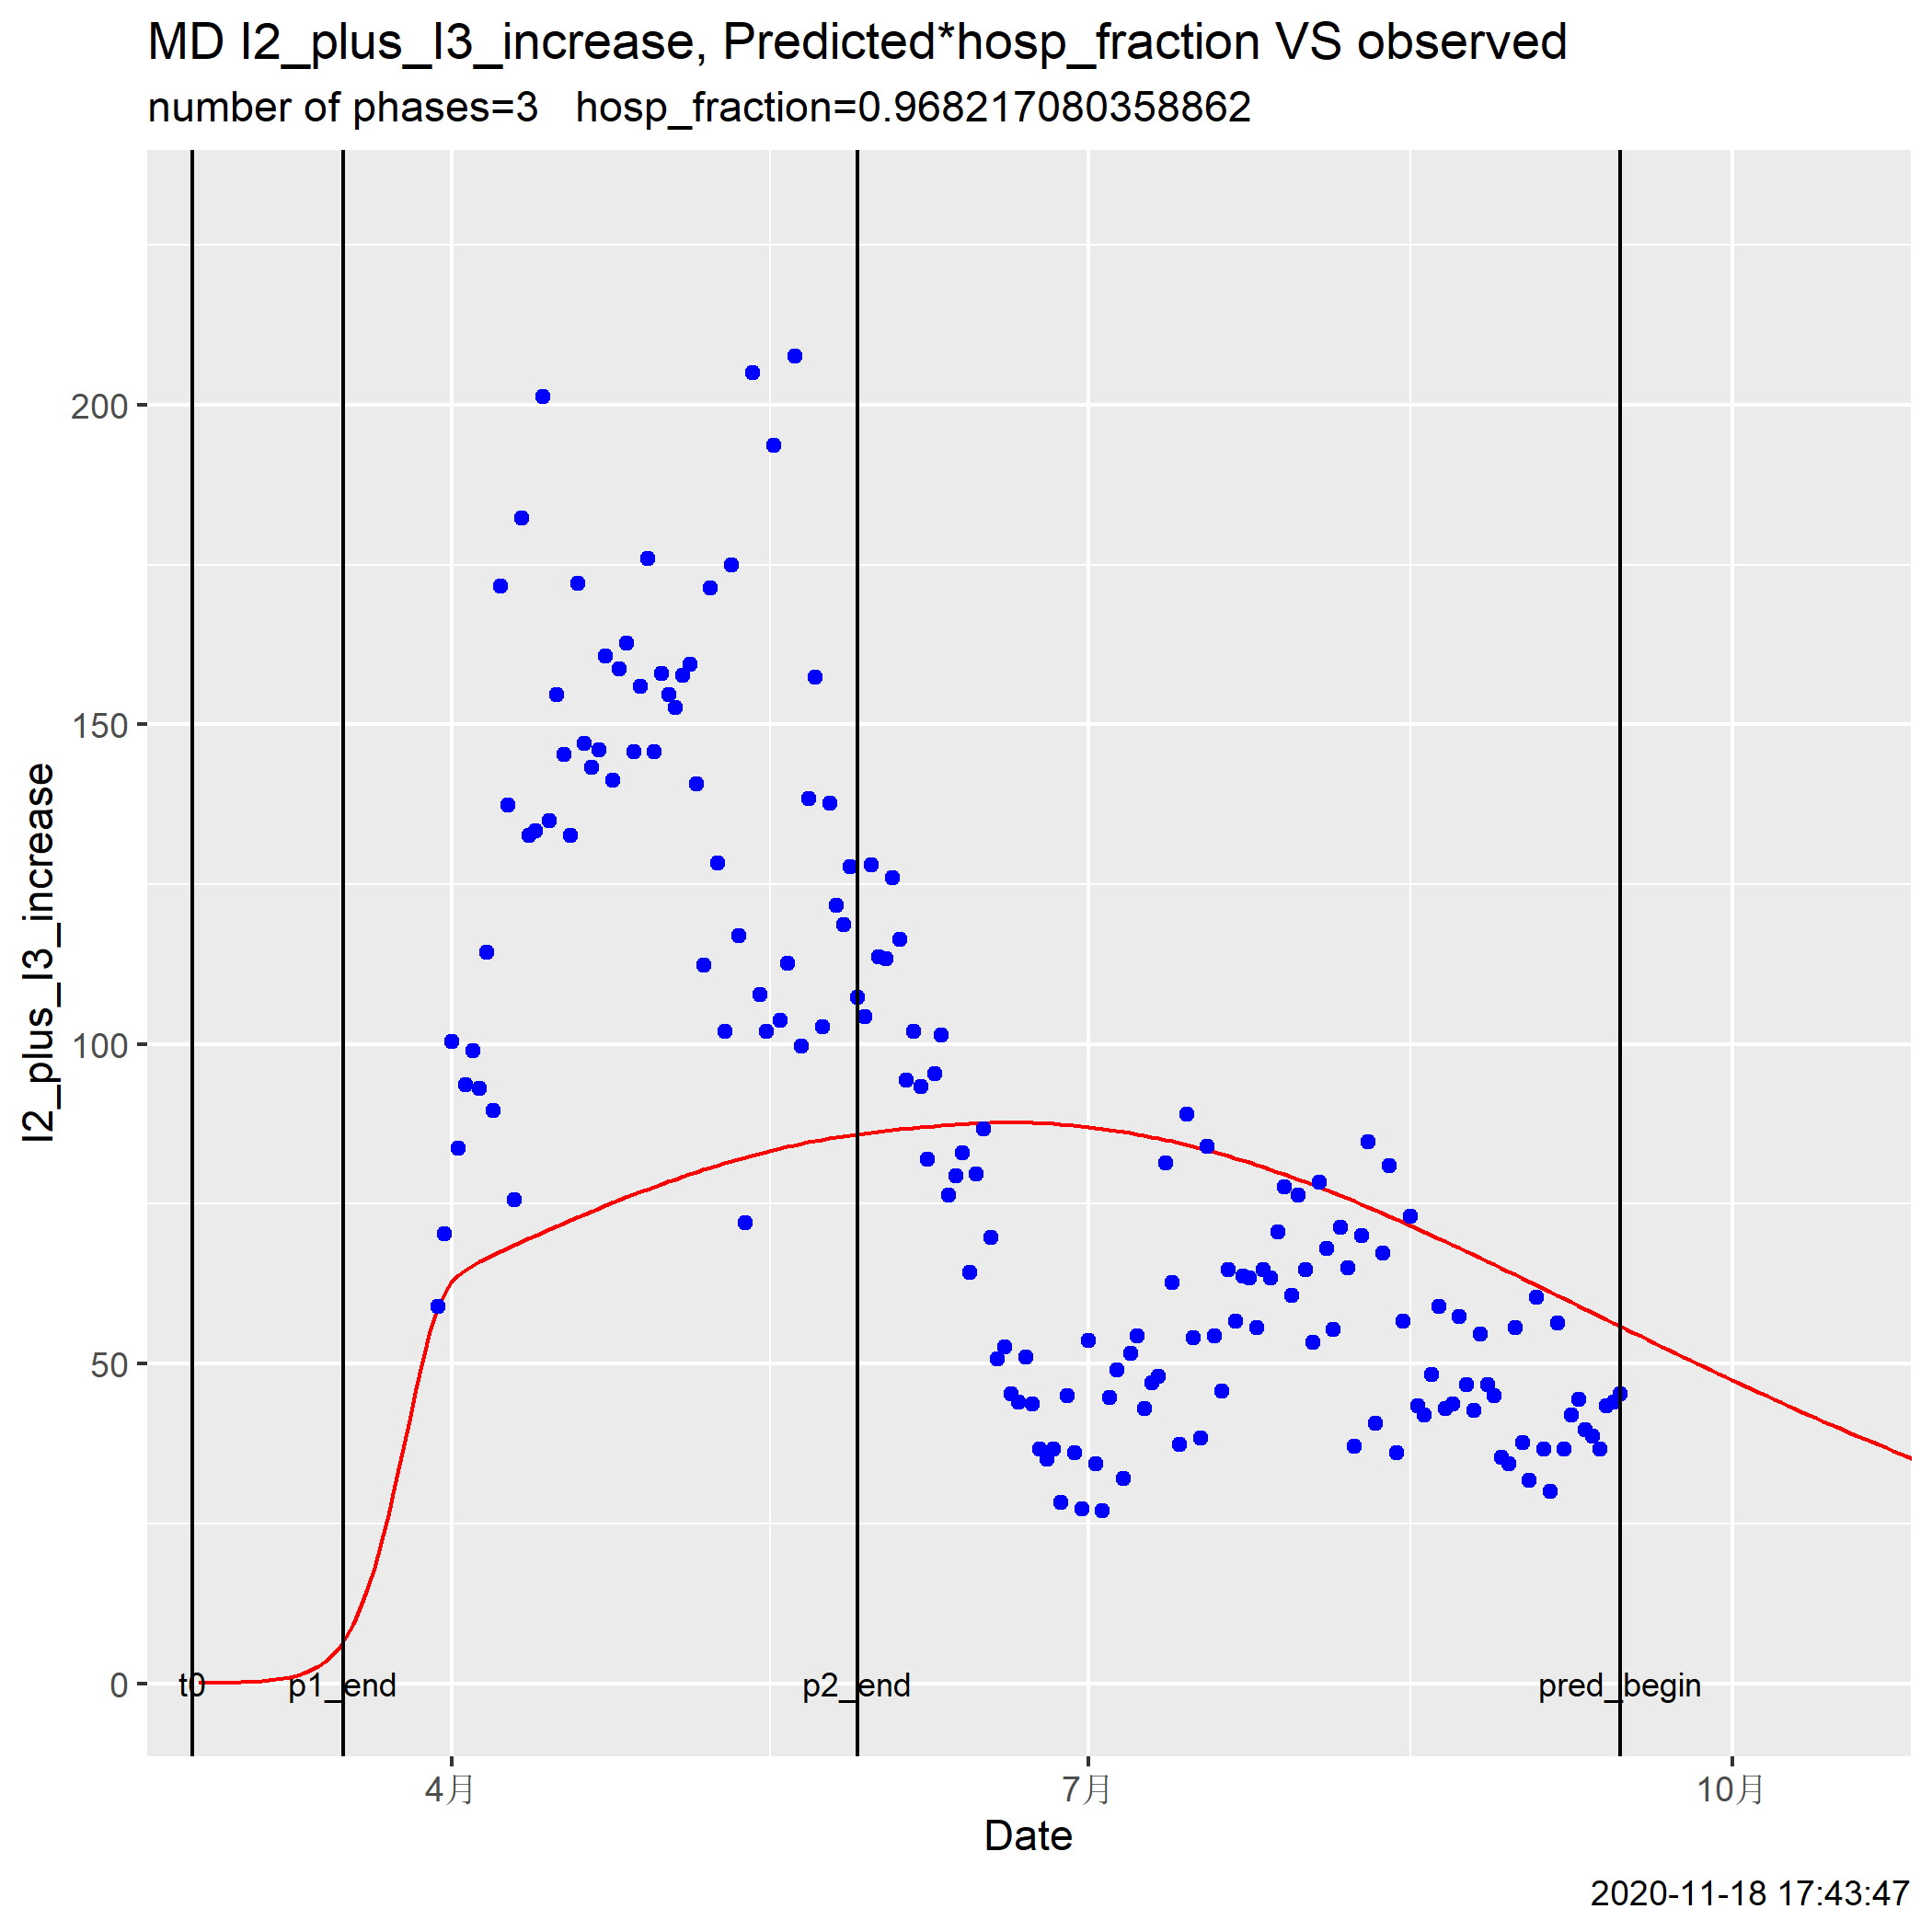 MD I2_plus_I3_increase, Predicted*hosp_fraction VS observed
number of phases=3   hosp_fraction=0.968217080358862
I2_plus_I3_increase
200
150
100
50
0
t0
p1_end
p2_end
pred_begin
4月
7月
10月
Date
2020-11-18 17:43:47